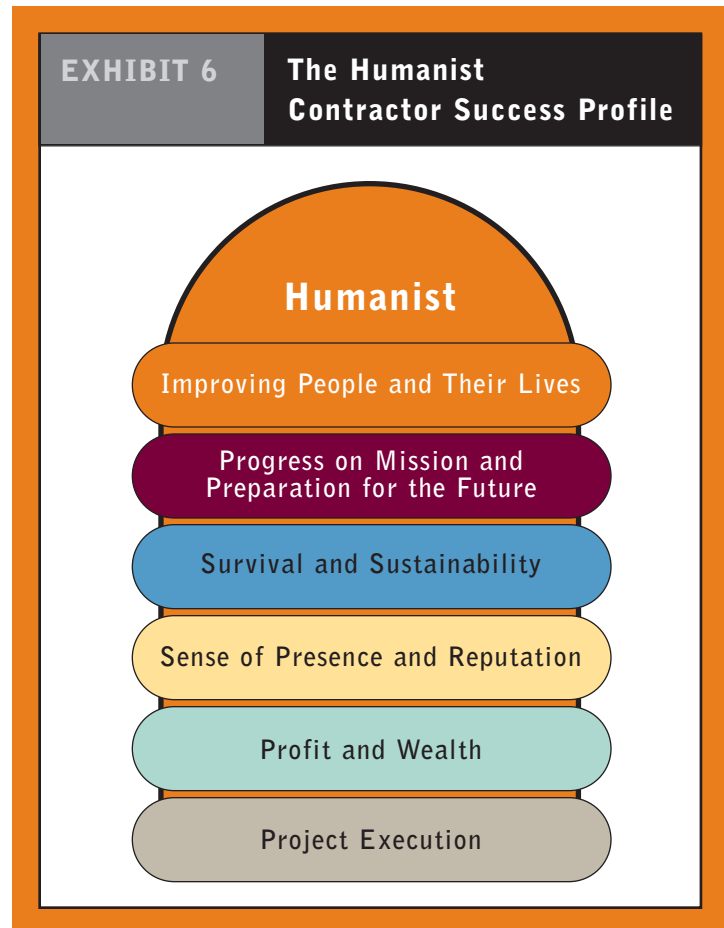 EXHIBIT 6
The Humanist
Contractor Success Profile
Humanist
Improving People and Their Lives
Progress on Mission and
Preparation for the Future
Survival and Sustainability
Sense of Presence and Reputation
Profit and Wealth
Project Execution